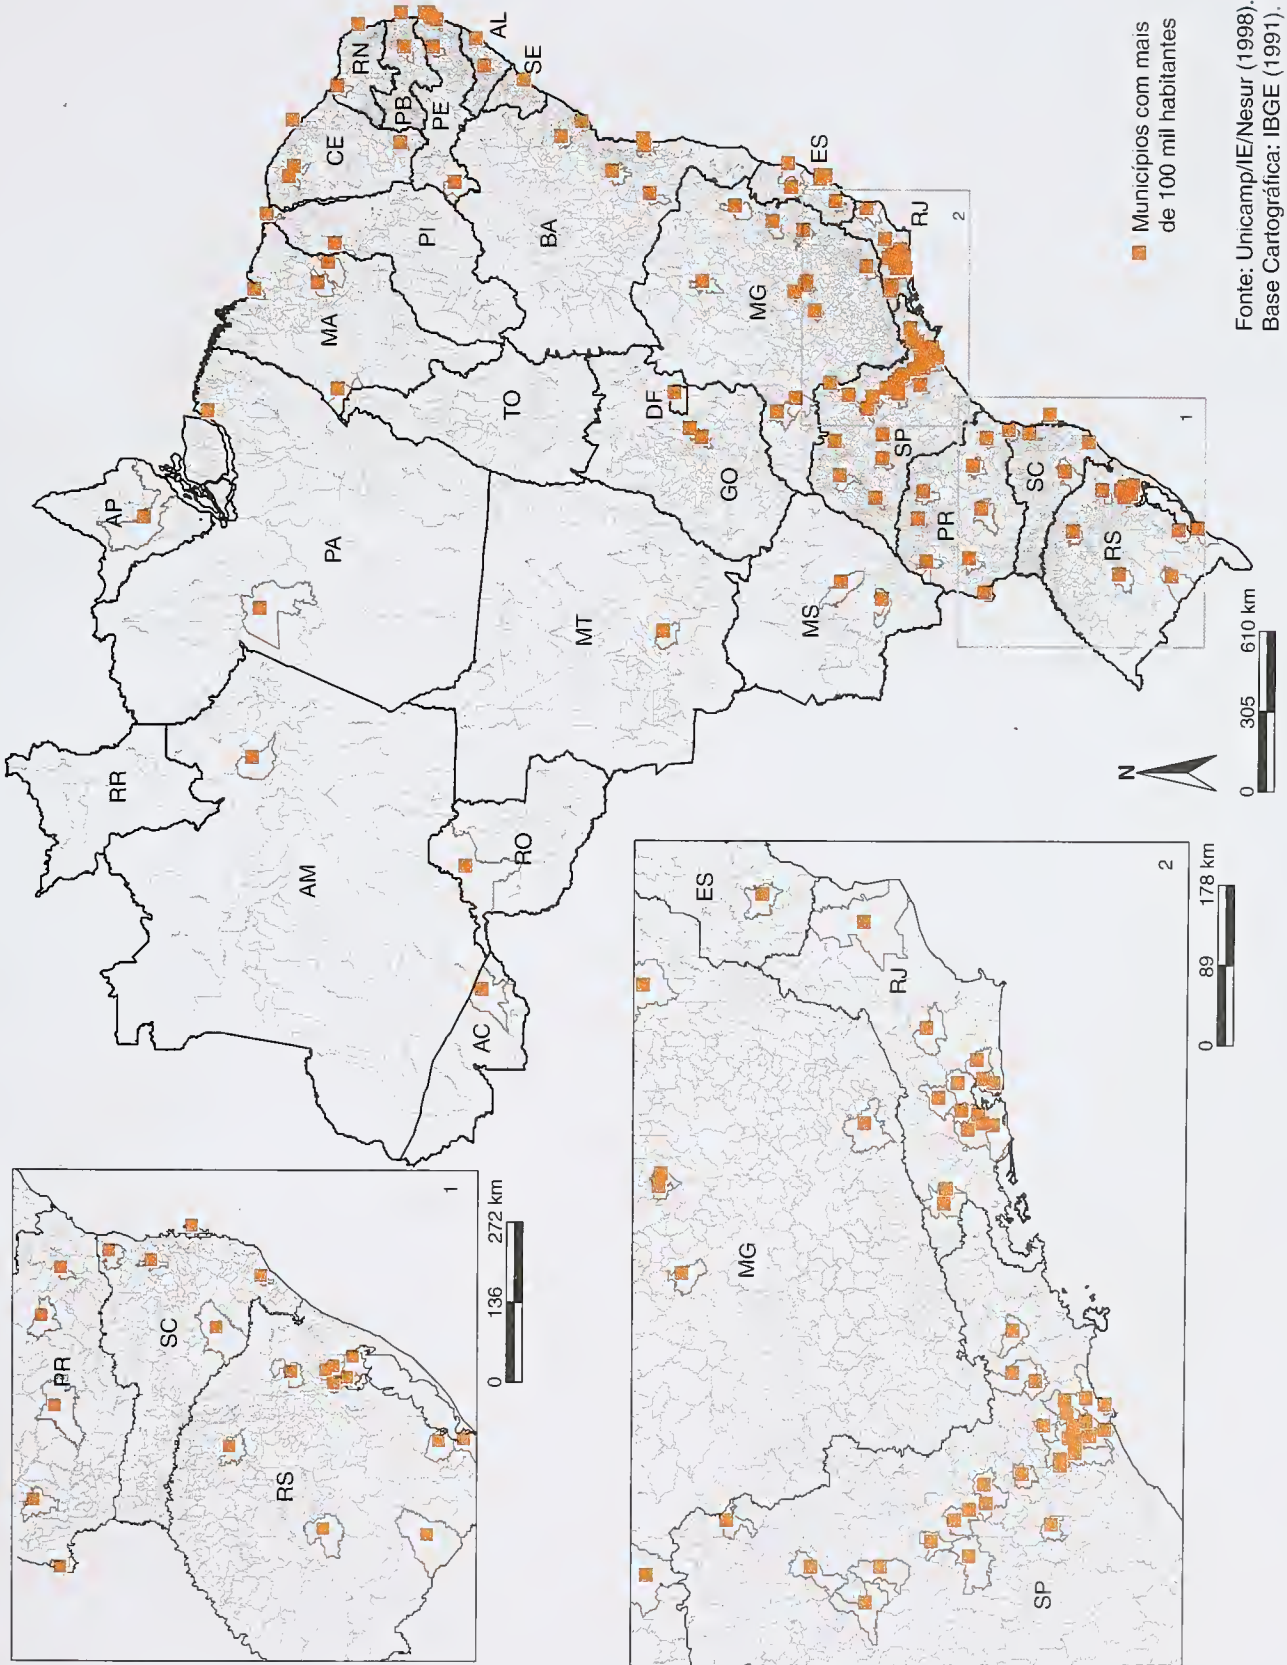 RR
AP
AM
PA
AC
RO
MT
TO
MA
PI
CE
RN
PB
PE
AL
SE
BA
DF
GO
MG
ES
RJ
MS
SP
PR
SC
RS
2
1
Municípios com mais
de 100 mil habitantes
N
0 305 610 km
PR
SC
RS
1
0 136 272 km
ES
MG
RJ
SP
2
0 89 178 km
Fonte: Unicamp/IE/Nesur (1998).
Base Cartográfica: IBGE (1991).